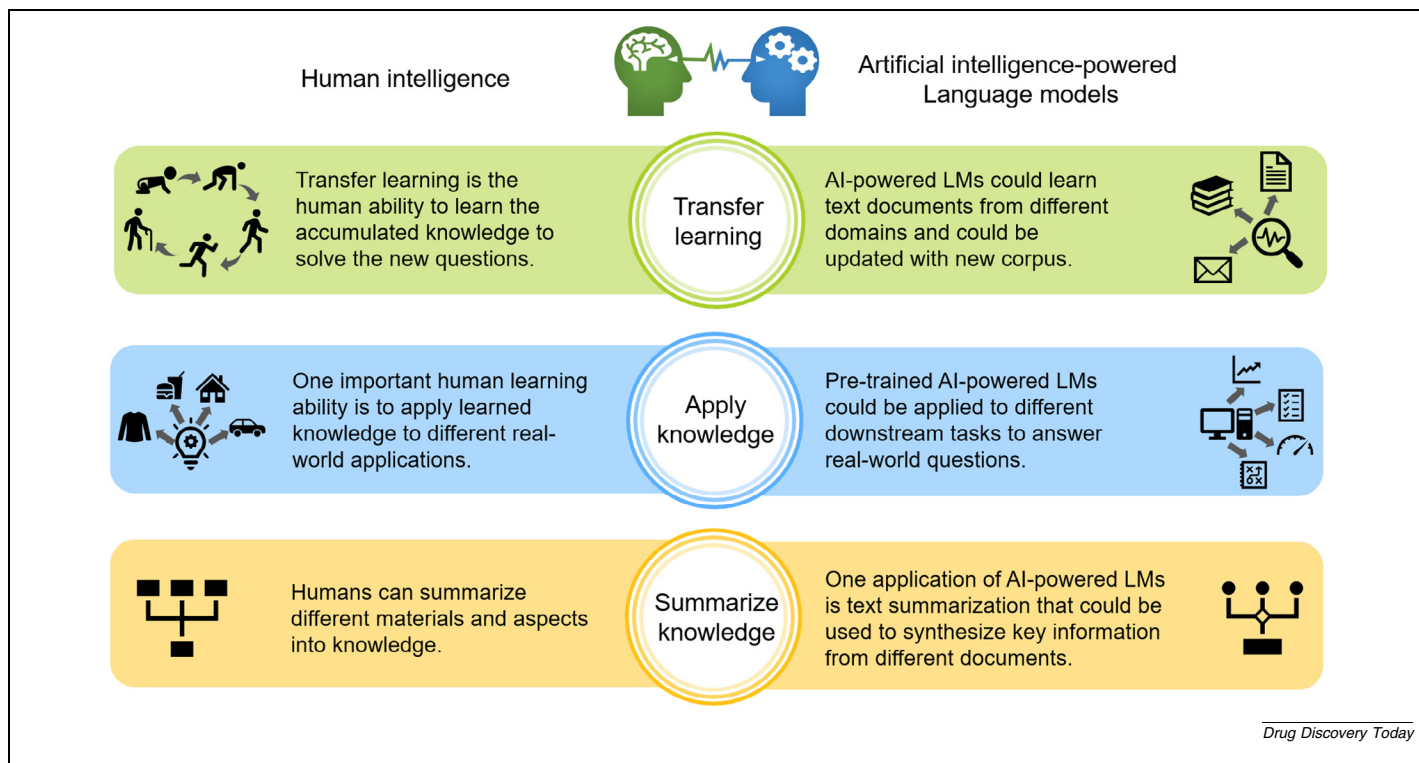 Human intelligence
Artificial intelligence-powered
Language models
Transfer learning is the
human ability to learn the
accumulated knowledge to
solve the new questions.
Transfer
learning
AI-powered LMs could learn
text documents from different
domains and could be
updated with new corpus.
One important human learning
ability is to apply learned
knowledge to different real-
world applications.
Apply
knowledge
Pre-trained AI-powered LMs
could be applied to different
downstream tasks to answer
real-world questions.
Humans can summarize
different materials and aspects
into knowledge.
Summarize
knowledge
One application of AI-powered LMs
is text summarization that could be
used to synthesize key information
from different documents.
Drug Discovery Today